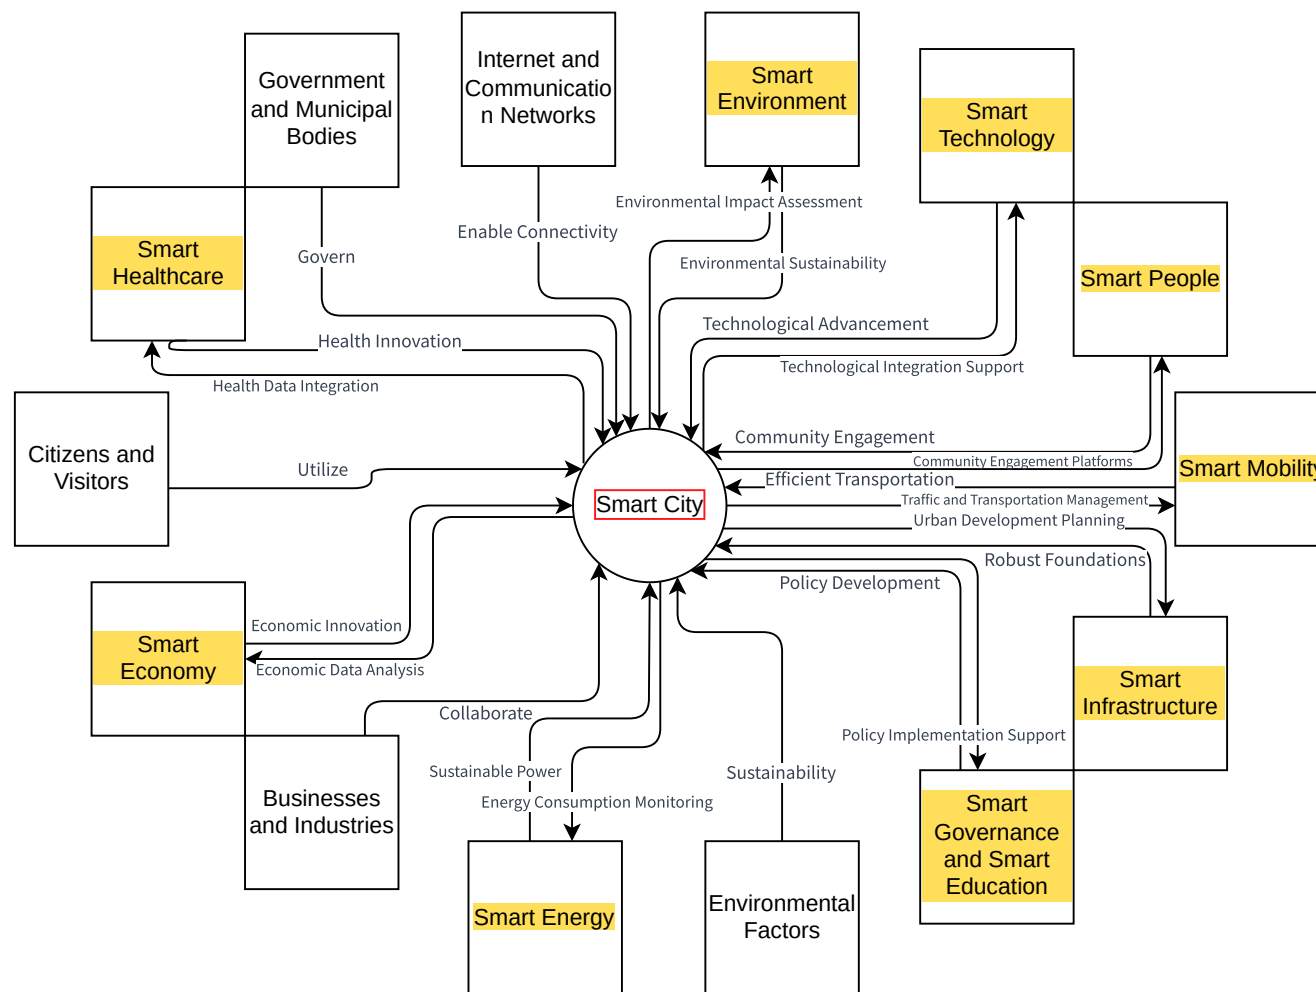 Government
and Municipal
Bodies
Internet and
Communicatio
n Networks
Smart
Environment
Smart
Technology
Smart
Healthcare
Smart People
Environmental Impact Assessment
Enable Connectivity
Govern
Environmental Sustainability
Technological Advancement
Health Innovation
Technological Integration Support
Health Data Integration
Community Engagement
Community Engagement Platforms
Citizens and
Visitors
Utilize
Efficient Transportation
Smart Mobility
Traffic and Transportation Management
Smart City
Urban Development Planning
Robust Foundations
Policy Development
Economic Innovation
Smart
Economy
Economic Data Analysis
Smart
Infrastructure
Collaborate
Policy Implementation Support
Sustainable Power
Sustainability
Energy Consumption Monitoring
Businesses
and Industries
Smart
Governance
and Smart
Education
Smart Energy
Environmental
Factors